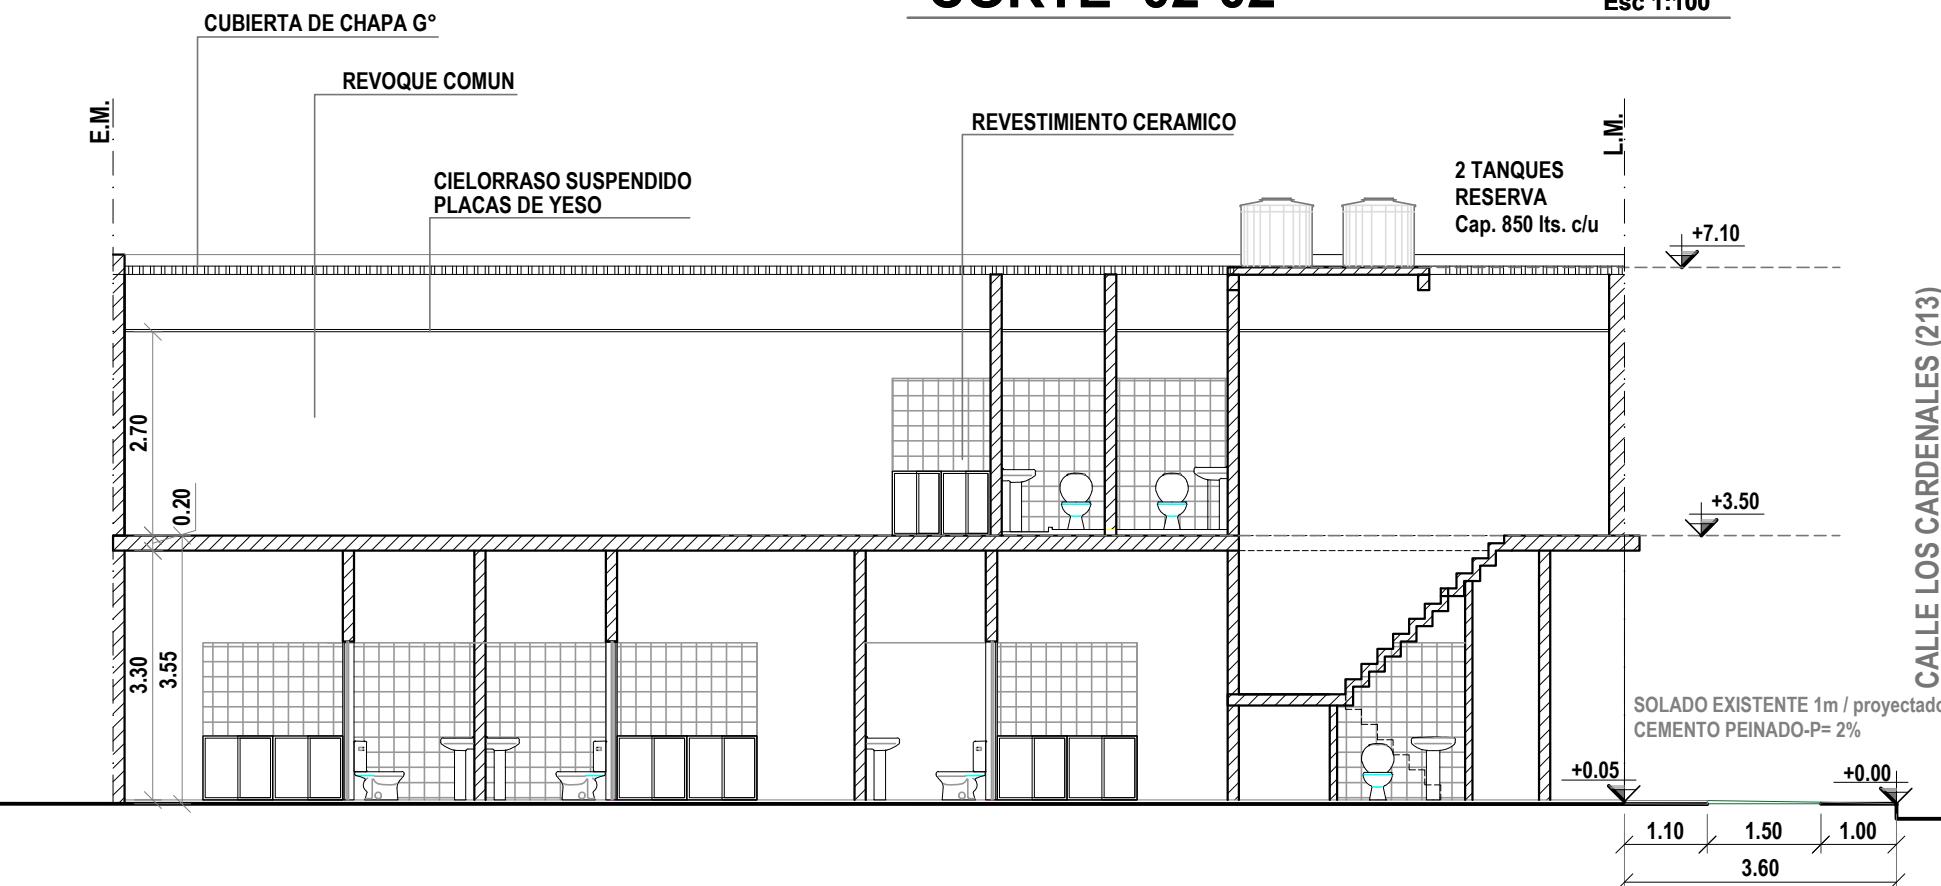 CORTE 02-02
Esc 1:100
CUBIERTA DE CHAPA G°
REVOQUE COMUN
E.M.
REVESTIMIENTO CERAMICO
L.M.
CIELORRASO SUSPENDIDO
PLACAS DE YESO
2 TANQUES
RESERVA
Cap. 850 lts. c/u
+7.10
2.70
0.20
+3.50
CALLE LOS CARDENALES (213)
3.30
3.55
SOLADO EXISTENTE 1m / proyectado
CEMENTO PEINADO-P= 2%
+0.05
+0.00
1.10
1.50
1.00
3.60